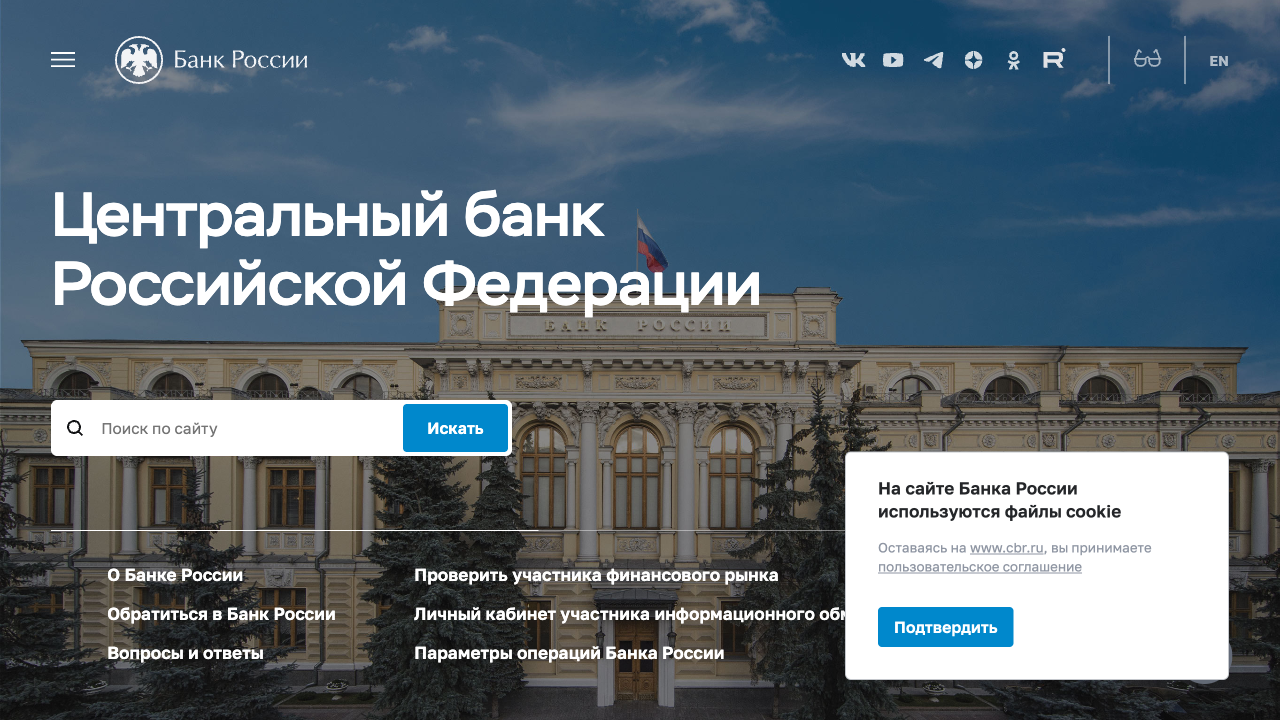 Банк России
EN
Центральный банк
Российской Федерации
БАНК РОССИИ
Поиск по сайту
Искать
На сайте Банка России
используются файлы cookie
Оставаясь на www.cbr.ru, вы принимаете
пользовательское соглашение
Подтвердить
О Банке России
Проверить участника финансового рынка
Обратиться в Банк России
Личный кабинет участника информационного
Вопросы и ответы
Параметры операций Банка России